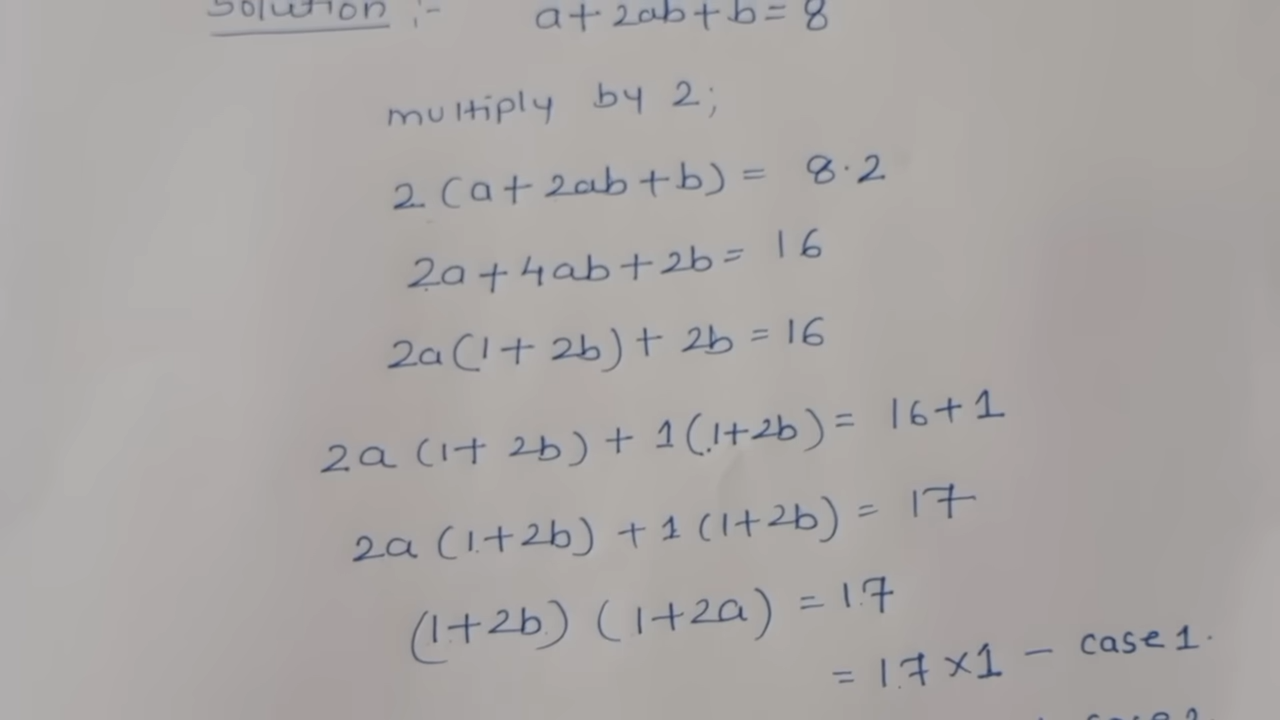 Solution :- a+2ab+b=8
multiply by 2;
2(a+2ab+b) = 8.2
2a+4ab+2b= 16
2a(1+2b)+ 2b =16
2a (1+ 2b) + 1(1+2b)= 16+1
2a (1+2b) + 1 (1+2b) = 17
(1+2b) (1+2a) = 17
= 17 ×1 - case 1.
case 2